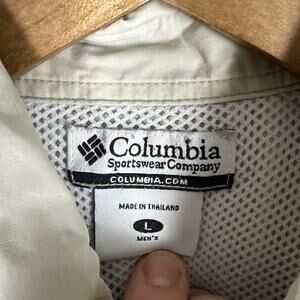 Columbia
Sportswear Company
COLUMBIA.COM
MADE IN THAILAND
L
MEN'S